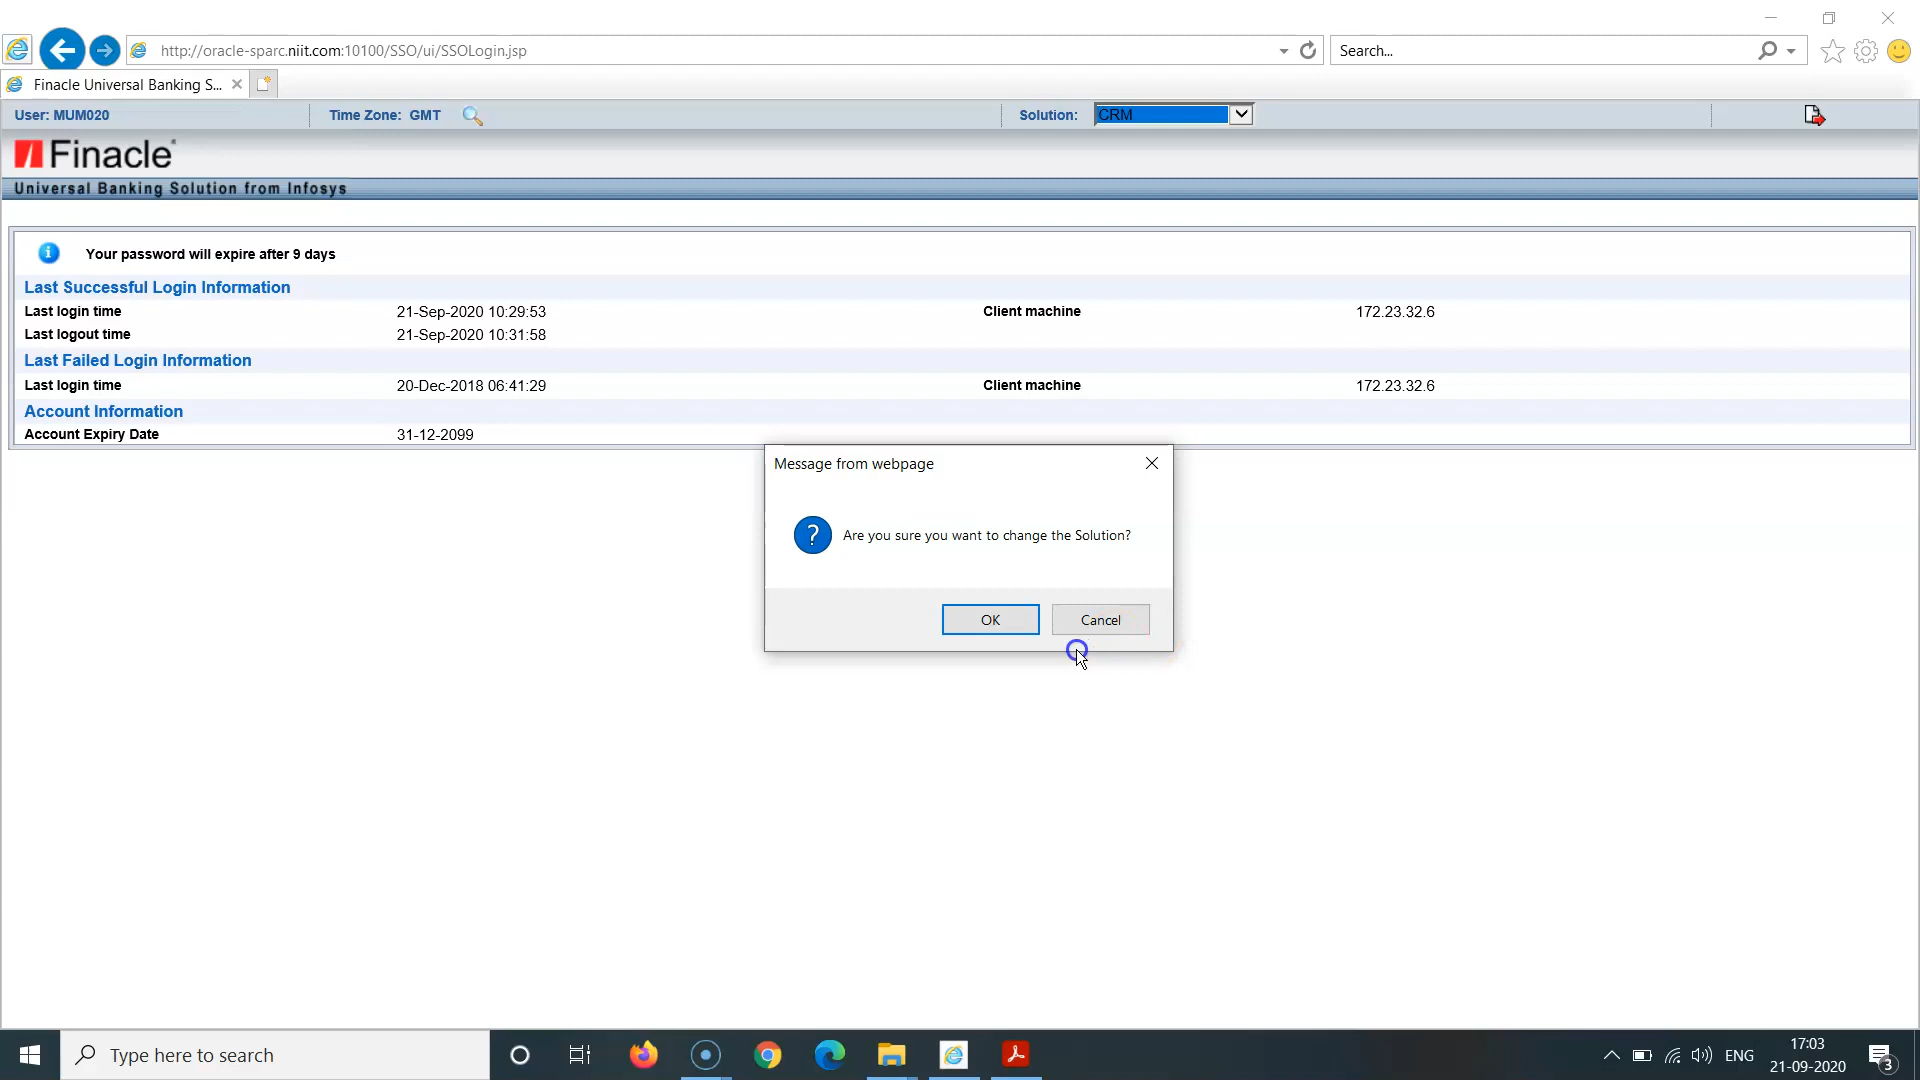 http://oracle-sparc.niit.com:10100/SSO/ui/SSOLogin.jsp
Search...
Finacle Universal Banking S...
User: MUM020
Time Zone: GMT
Solution:
CRM
Finacle
Universal Banking Solution from Infosys
Your password will expire after 9 days
Last Successful Login Information
Last login time 21-Sep-2020 10:29:53 Client machine 172.23.32.6
Last logout time 21-Sep-2020 10:31:58
Last Failed Login Information
Last login time 20-Dec-2018 06:41:29 Client machine 172.23.32.6
Account Information
Account Expiry Date 31-12-2099
Message from webpage
Are you sure you want to change the Solution?
OK Cancel
Type here to search
ENG
17:03
21-09-2020
3